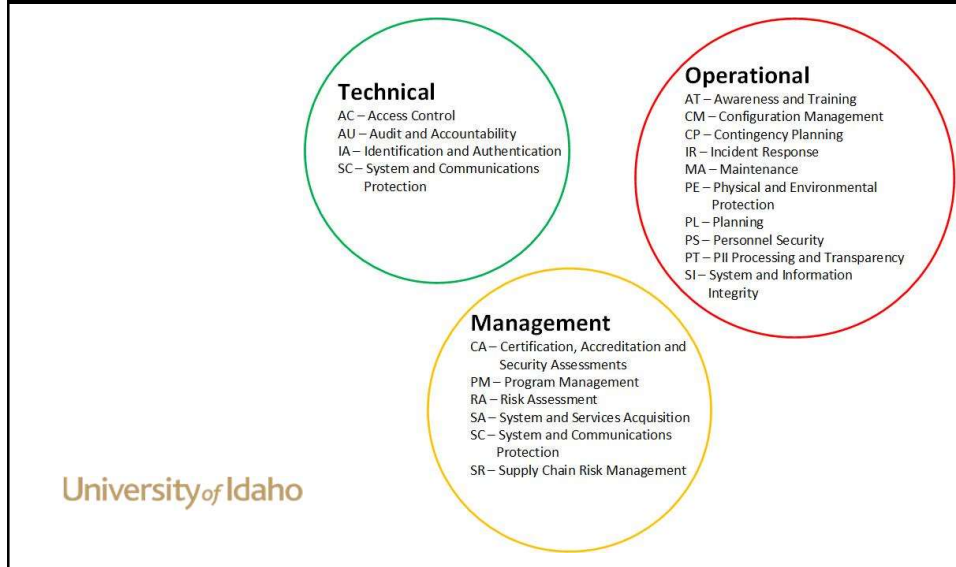 Technical
AC – Access Control
AU – Audit and Accountability
IA – Identification and Authentication
SC – System and Communications
Protection
Operational
AT – Awareness and Training
CM – Configuration Management
CP – Contingency Planning
IR – Incident Response
MA – Maintenance
PE – Physical and Environmental
Protection
PL – Planning
PS – Personnel Security
PT – PII Processing and Transparency
SI – System and Information
Integrity
Management
CA – Certification, Accreditation and
Security Assessments
PM – Program Management
RA – Risk Assessment
SA – System and Services Acquisition
SC – System and Communications
Protection
SR – Supply Chain Risk Management
University of Idaho